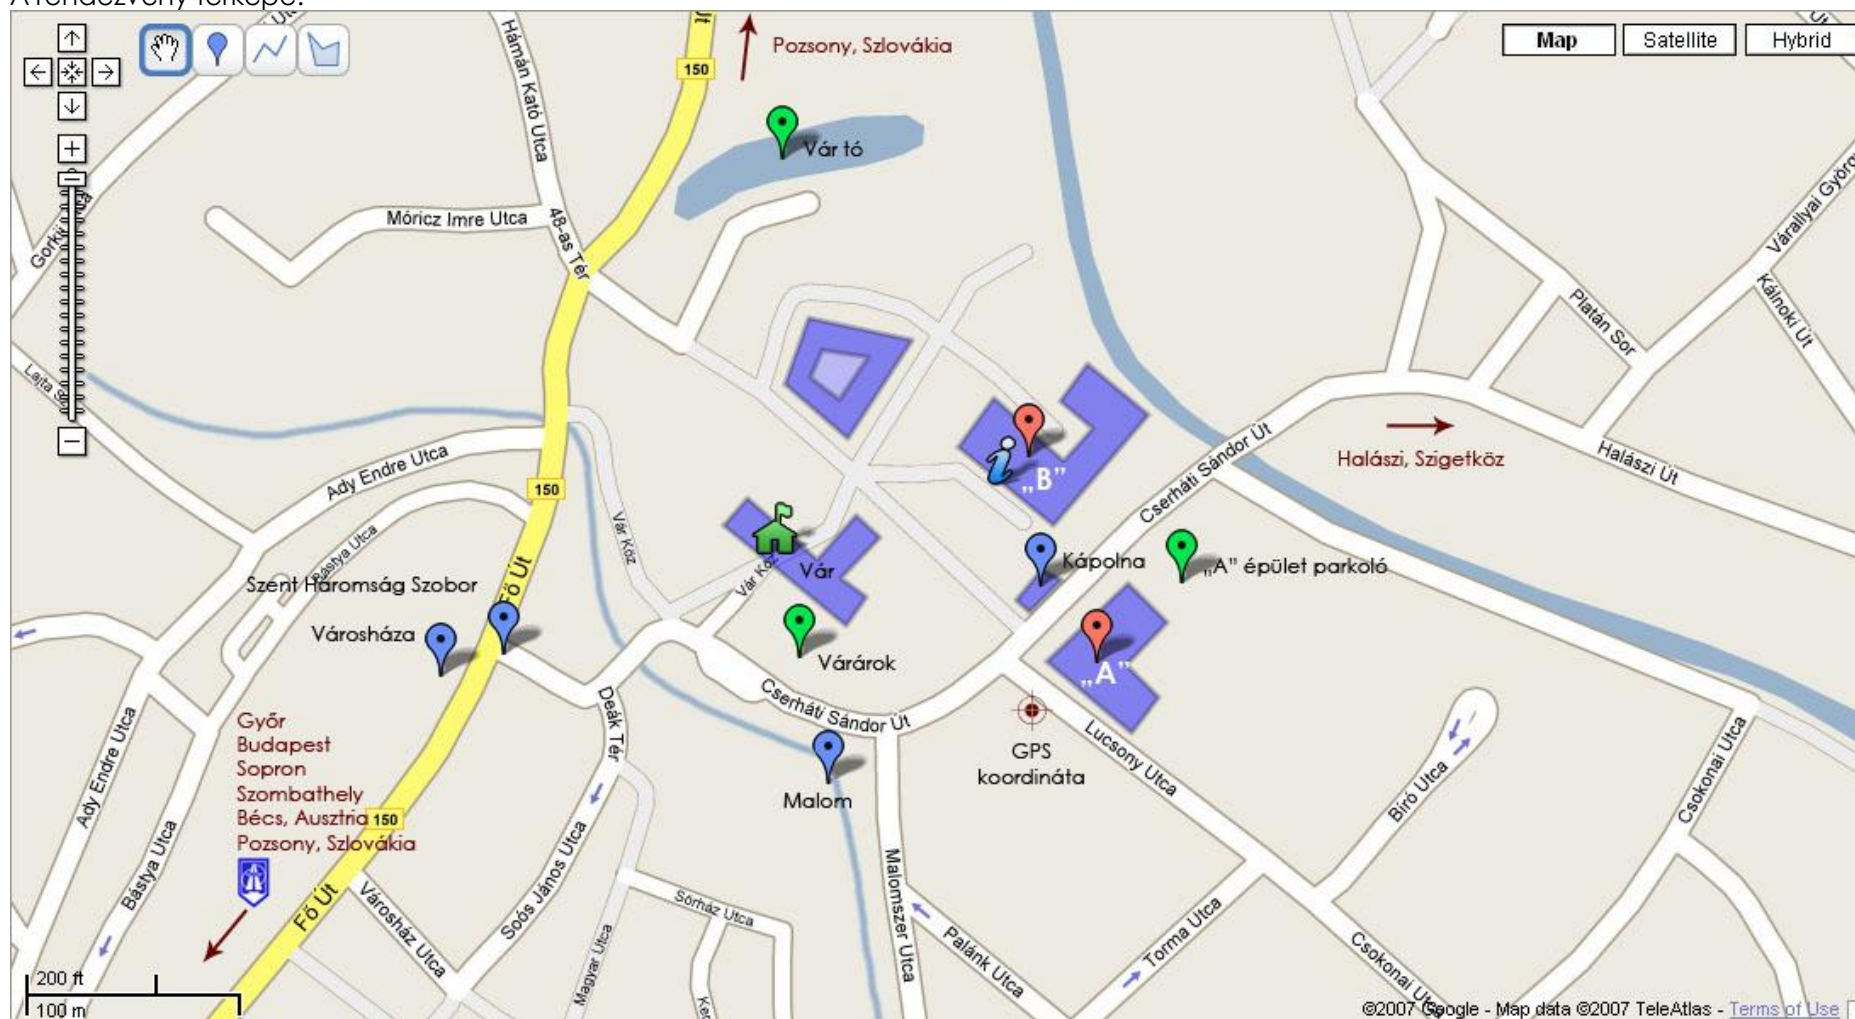 A rendezvény térképe:
Map
Satellite
Hybrid
Hámán Kató Utca
150
Pozsony, Szlovákia
Vár tó
Móricz Imre Utca
48-as Tér
Várallyai György
Kálnoki Út
Platán Sor
Ady Endre Utca
150
Cserháti Sándor Út
Halászi, Szigetköz
Halászi Út
„B”
Bástya Utca
Vár Köz
Fő Út
Vár Köz
Vár
Kápolna
„A” épület parkoló
Szent Háromság Szobor
Városháza
Várárok
„A”
Deák Tér
Cserháti Sándor Út
GPS
koordináta
Lucsony Utca
Malom
Győr
Budapest
Sopron
Szombathely
Bécs, Ausztria
150
Pozsony, Szlovákia
Ady Endre Utca
Bástya Utca
Fő Út
Városház Utca
Soós János Utca
Magyar Utca
Sörház Utca
Malomszer Utca
Palánk Utca
Torma Utca
Bíró Utca
Csokonai Utca
Csokonai Utca
200 ft
100 m
©2007 Google - Map data ©2007 TeleAtlas - Terms of Use